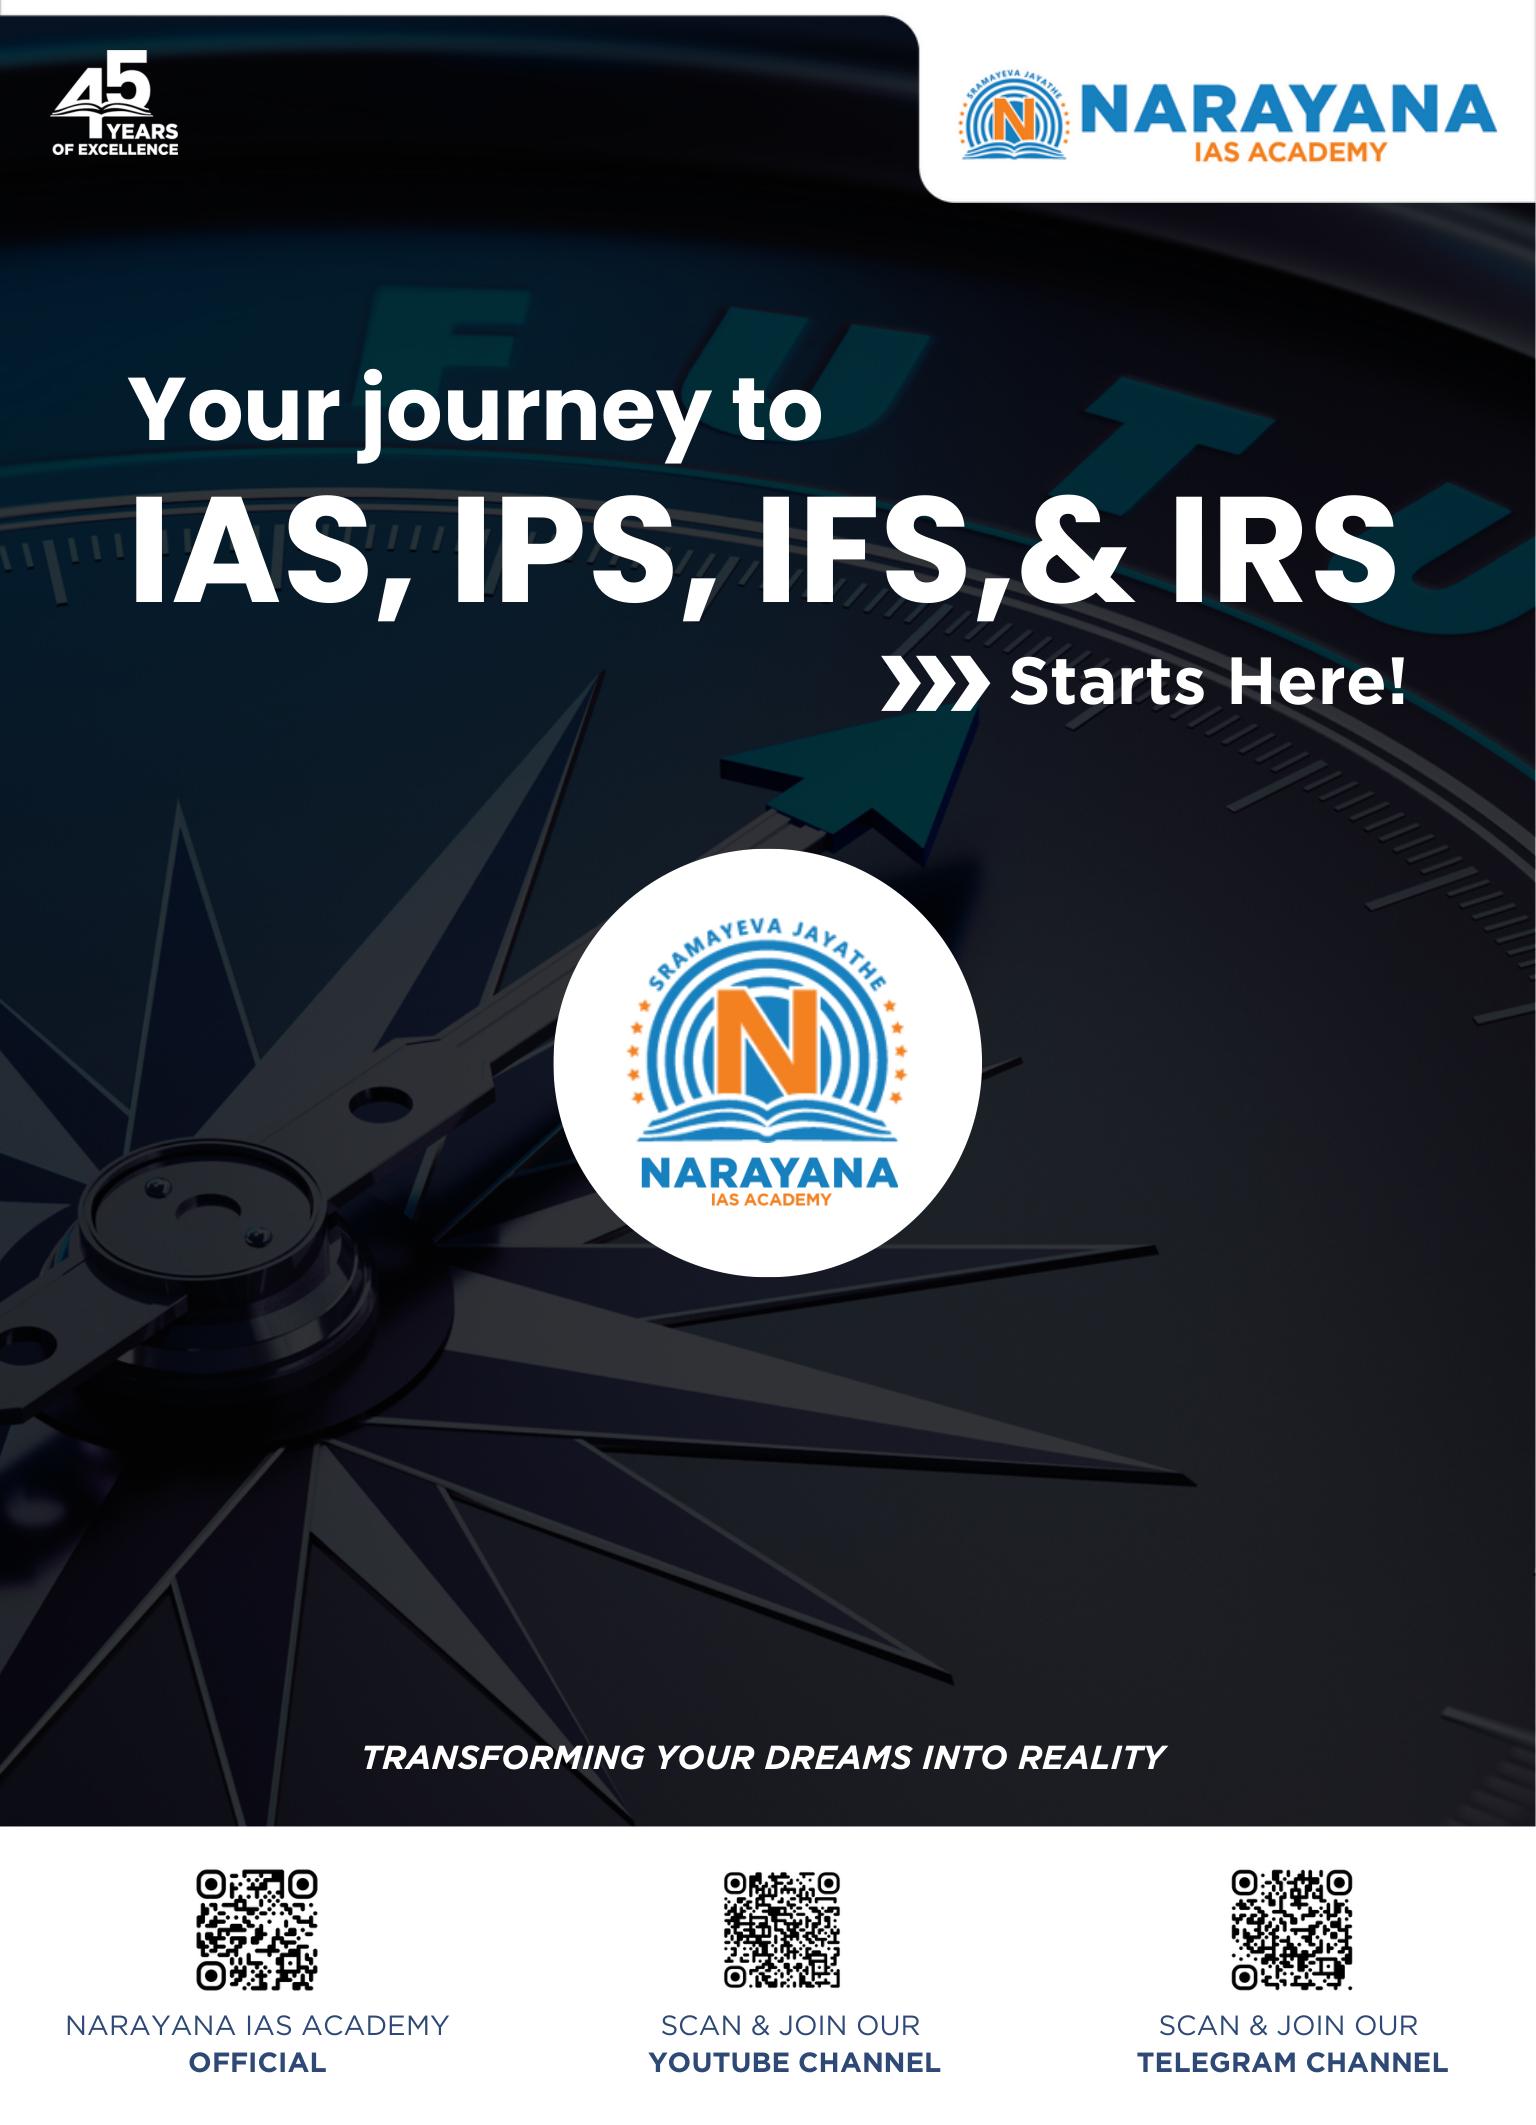 45
YEARS
OF EXCELLENCE
SRAMAYEVA JAYATHE
N
NARAYANA
IAS ACADEMY
F U T U
Your journey to
IAS, IPS, IFS,& IRS
Starts Here!
SRAMAYEVA JAYATHE
N
NARAYANA
IAS ACADEMY
TRANSFORMING YOUR DREAMS INTO REALITY
NARAYANA IAS ACADEMY
OFFICIAL
SCAN & JOIN OUR
YOUTUBE CHANNEL
SCAN & JOIN OUR
TELEGRAM CHANNEL